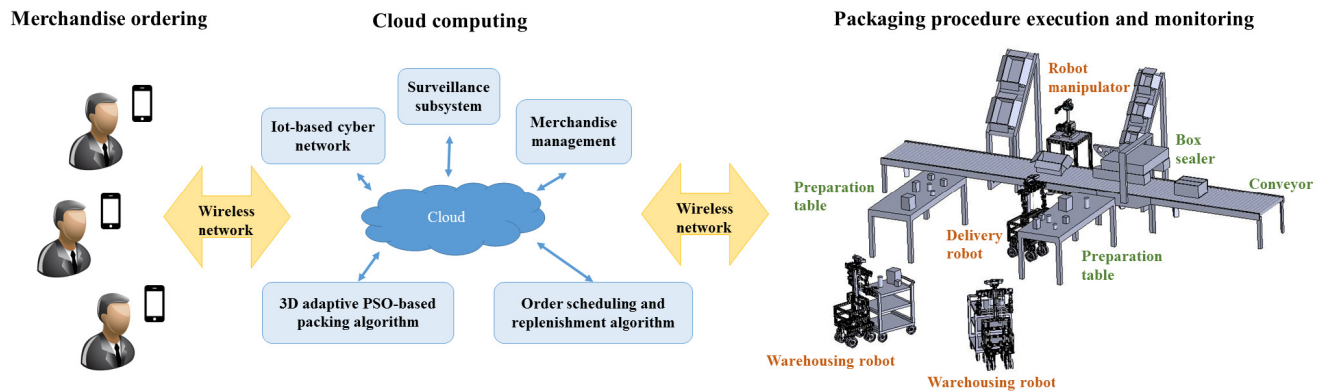 Merchandise ordering
Cloud computing
Packaging procedure execution and monitoring
Surveillance
subsystem
Iot-based cyber
network
Merchandise
management
Wireless
network
Cloud
Wireless
network
3D adaptive PSO-based
packing algorithm
Order scheduling and
replenishment algorithm
Robot
manipulator
Box
sealer
Preparation
table
Conveyor
Delivery
robot
Preparation
table
Warehousing robot
Warehousing robot